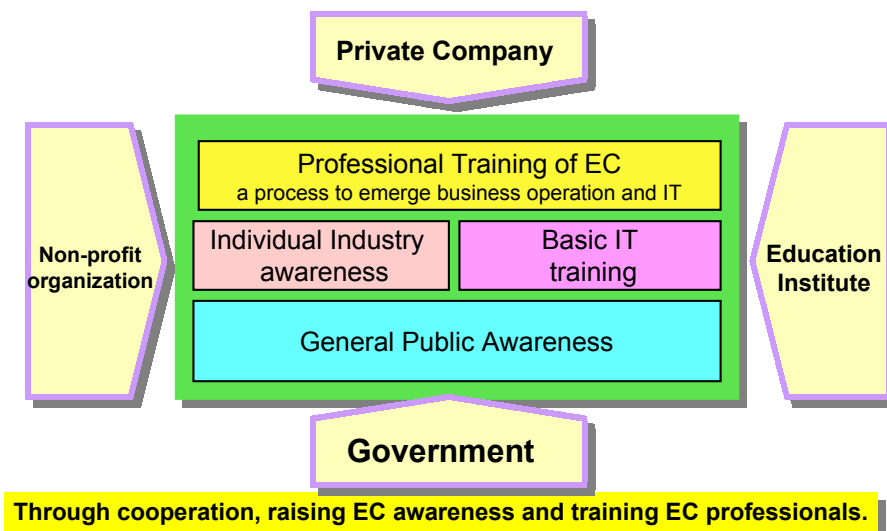 Private Company
Professional Training of EC
a process to emerge business operation and IT
Individual Industry
awareness
Basic IT
training
Non-profit
organization
Education
Institute
General Public Awareness
Government
Through cooperation, raising EC awareness and training EC professionals.